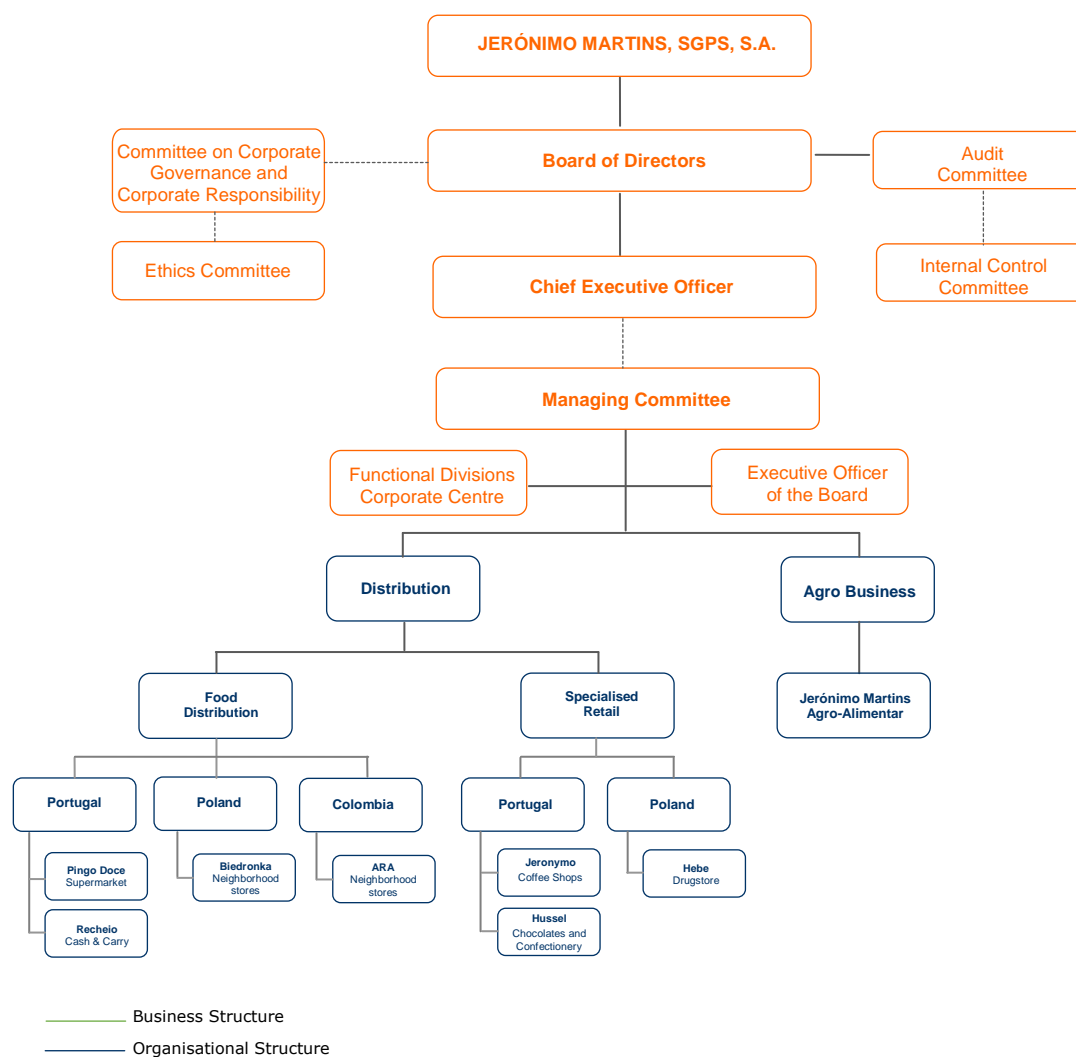 JERÓNIMO MARTINS, SGPS, S.A.
Committee on Corporate
Governance and
Corporate Responsibility
Board of Directors
Audit
Committee
Ethics Committee
Chief Executive Officer
Internal Control
Committee
Managing Committee
Functional Divisions
Corporate Centre
Executive Officer
of the Board
Distribution
Agro Business
Food
Distribution
Specialised
Retail
Jerónimo Martins
Agro-Alimentar
Portugal
Poland
Colombia
Portugal
Poland
Pingo Doce
Supermarket
Biedronka
Neighborhood
stores
ARA
Neighborhood
stores
Jeronymo
Coffee Shops
Hebe
Drugstore
Recheio
Cash & Carry
Hussel
Chocolates and
Confectionery
Business Structure
Organisational Structure